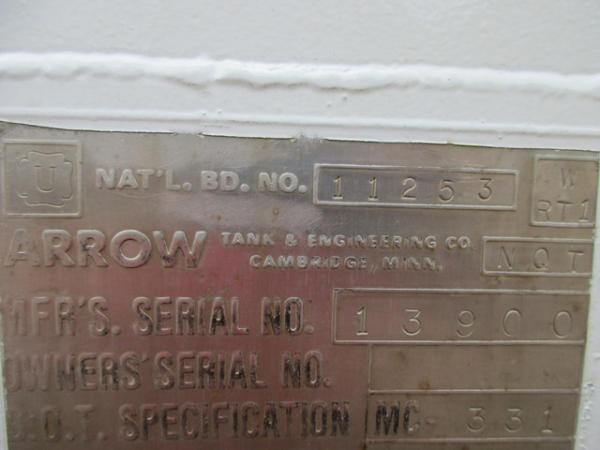 U NAT'L. BD. NO. 11253 W
RT1
ARROW TANK & ENGINEERING CO.
CAMBRIDGE, MINN. NQT
MFR'S. SERIAL NO. 13900
OWNERS' SERIAL NO.
D.O.T. SPECIFICATION MC-331